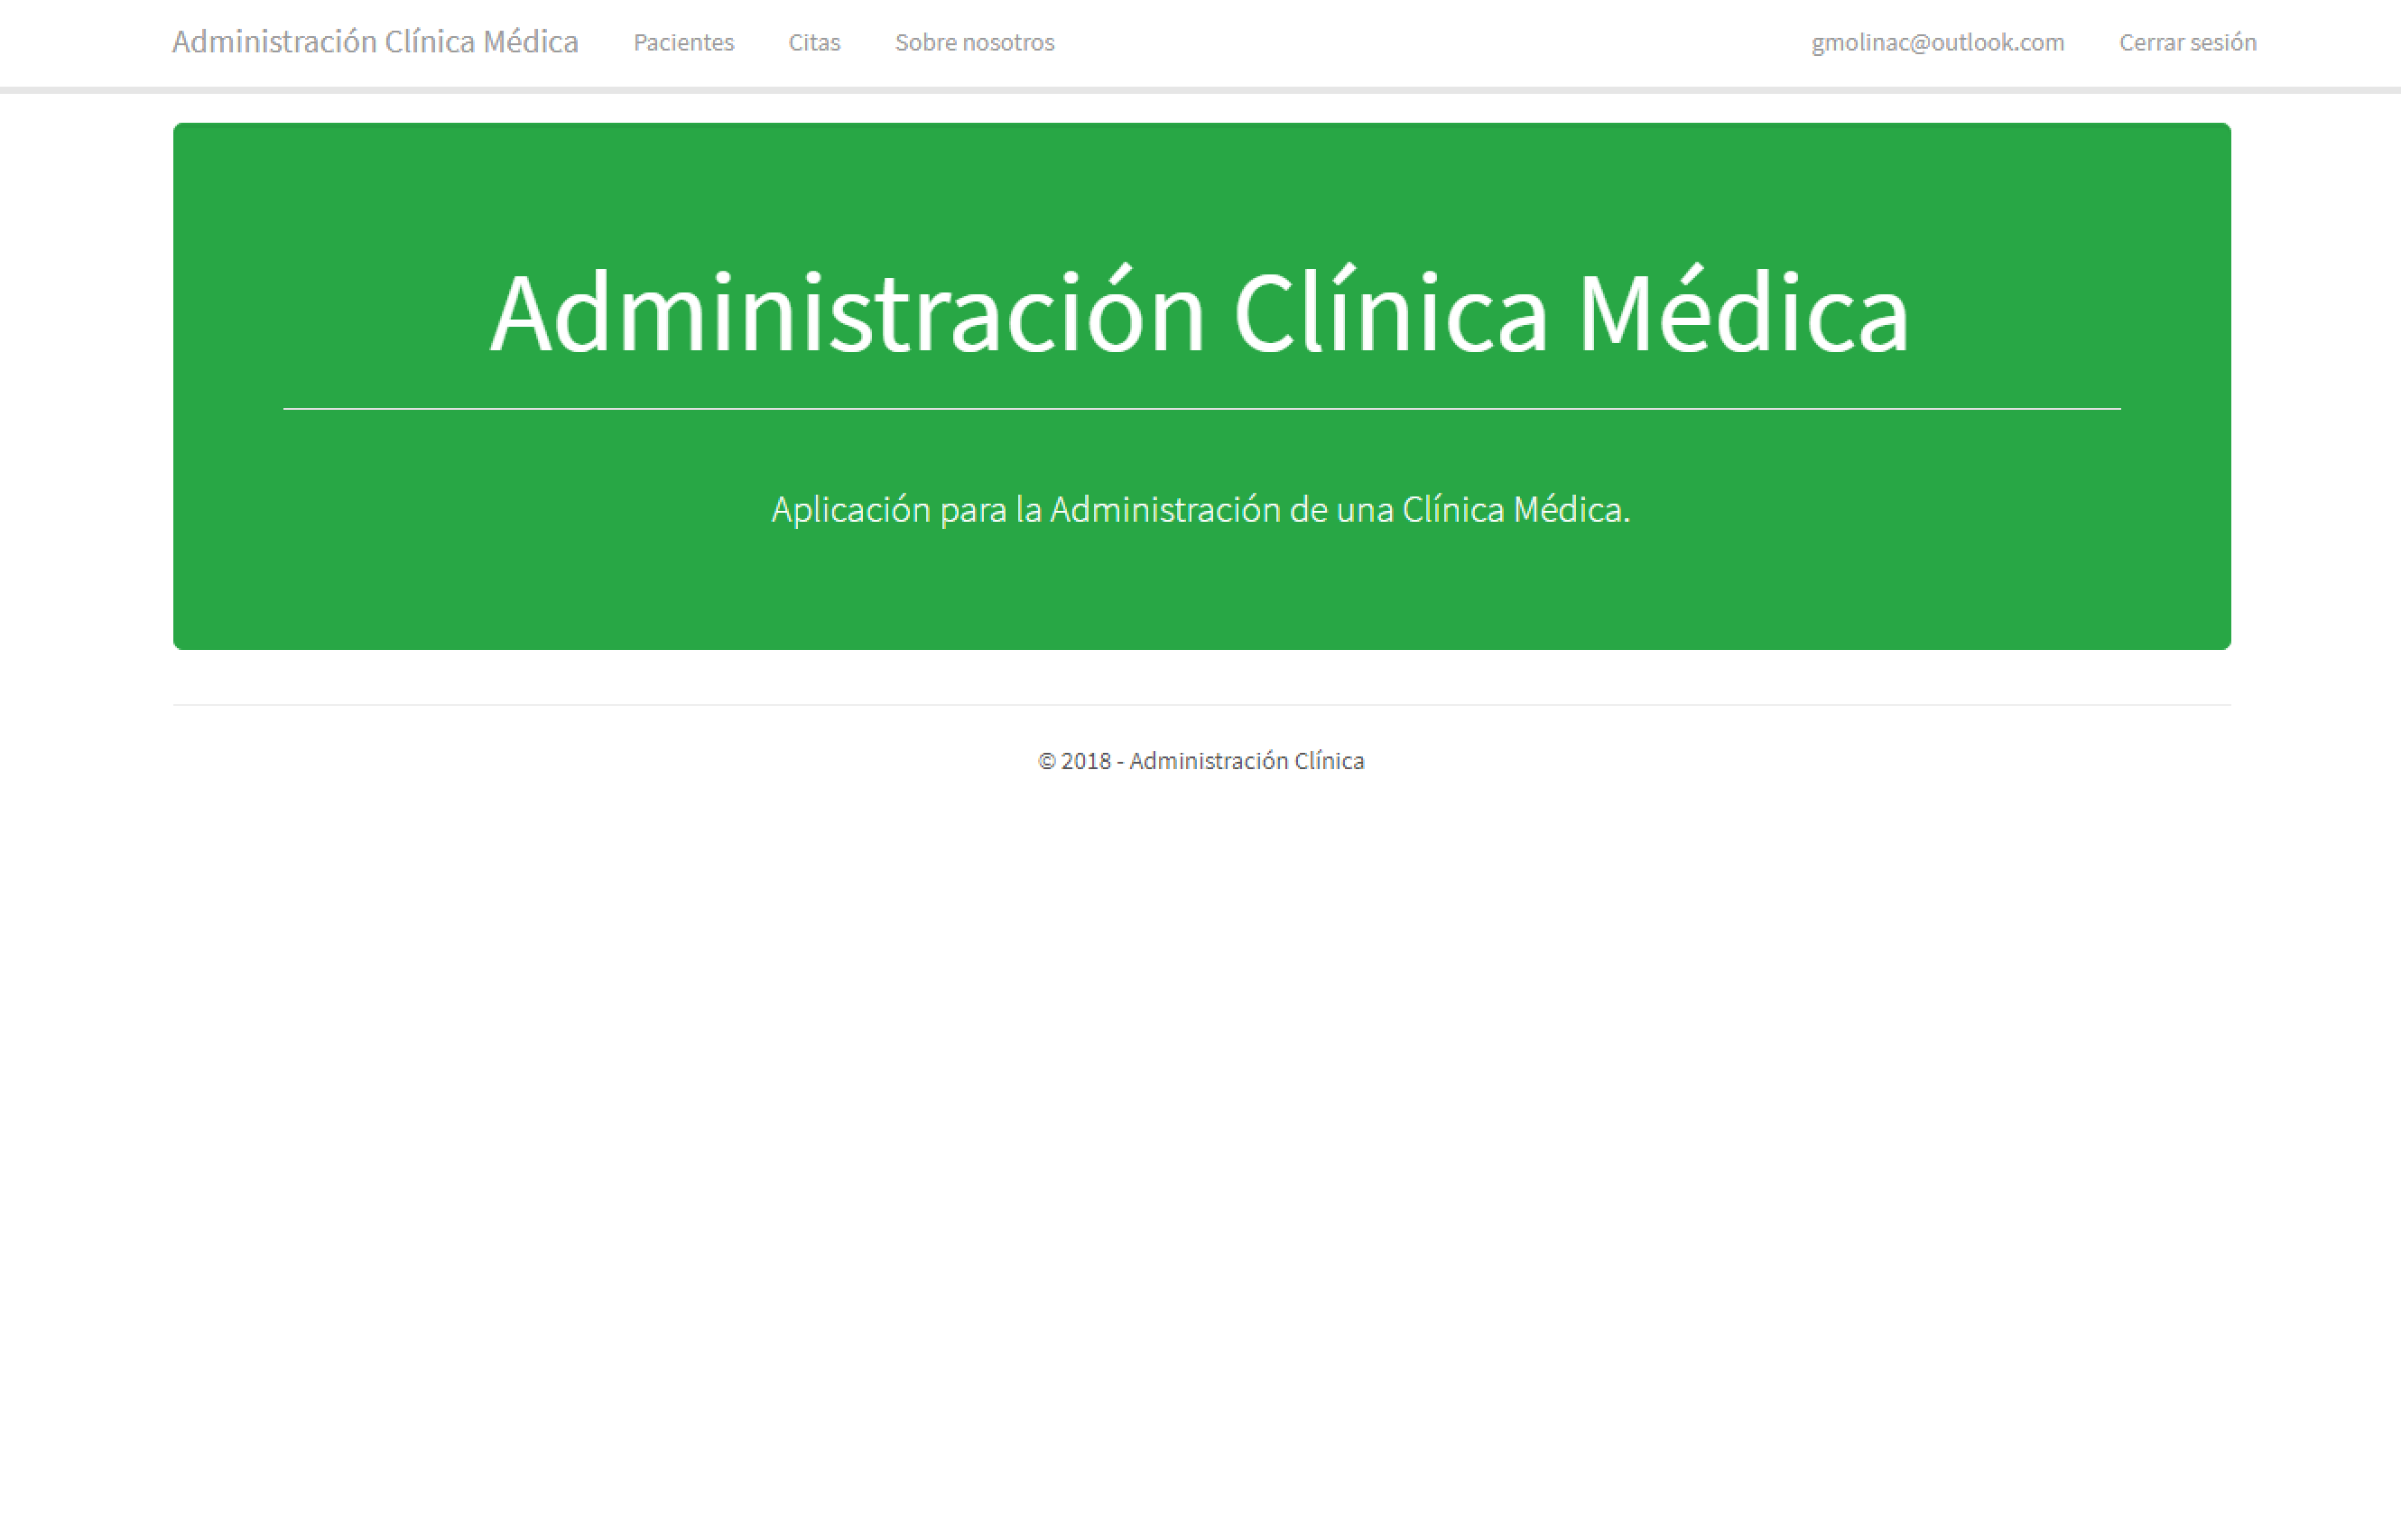 Administración Clínica Médica Pacientes Citas Sobre nosotros gmolinac@outlook.com Cerrar sesión
Administración Clínica Médica
Aplicación para la Administración de una Clínica Médica.
© 2018 - Administración Clínica